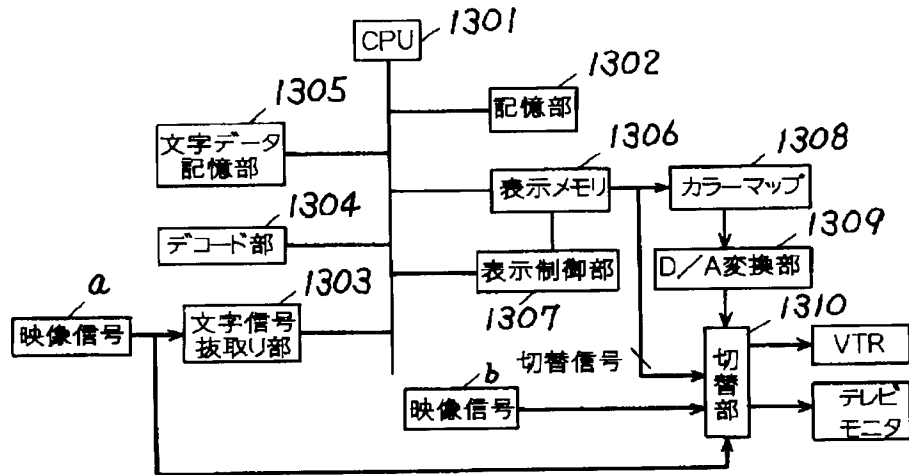 CPU
1301
1302
記憶部
1305
文字データ
記憶部
1306
表示メモリ
1308
カラーマップ
1304
デコード部
1309
D/A変換部
表示制御部
1307
a
映像信号
1303
文字信号
抜取り部
1310
切替部
切替信号
VTR
b
映像信号
テレビ
モニタ